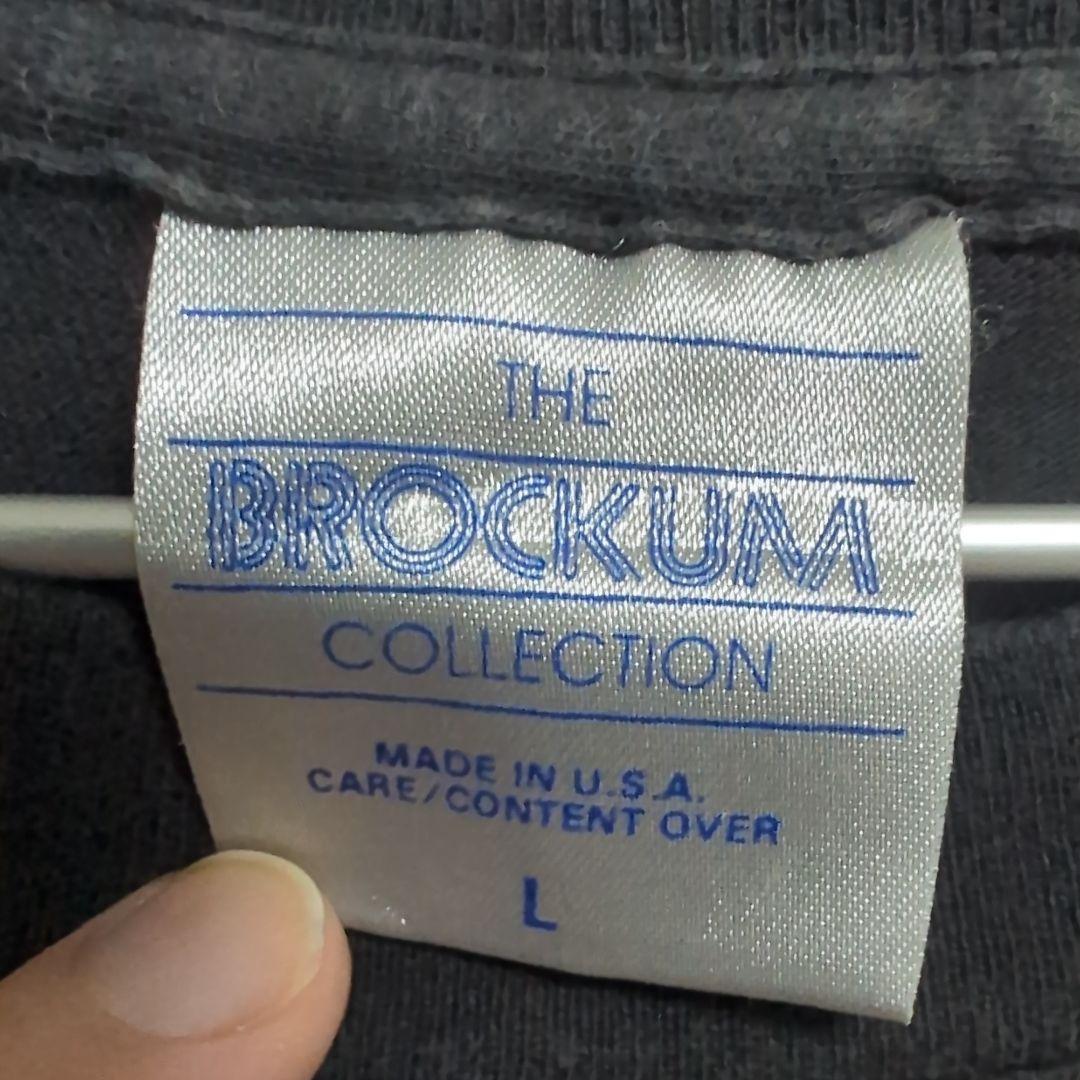 THE
BROCKUM
COLLECTION
MADE IN U.S.A.
CARE/CONTENT OVER
L